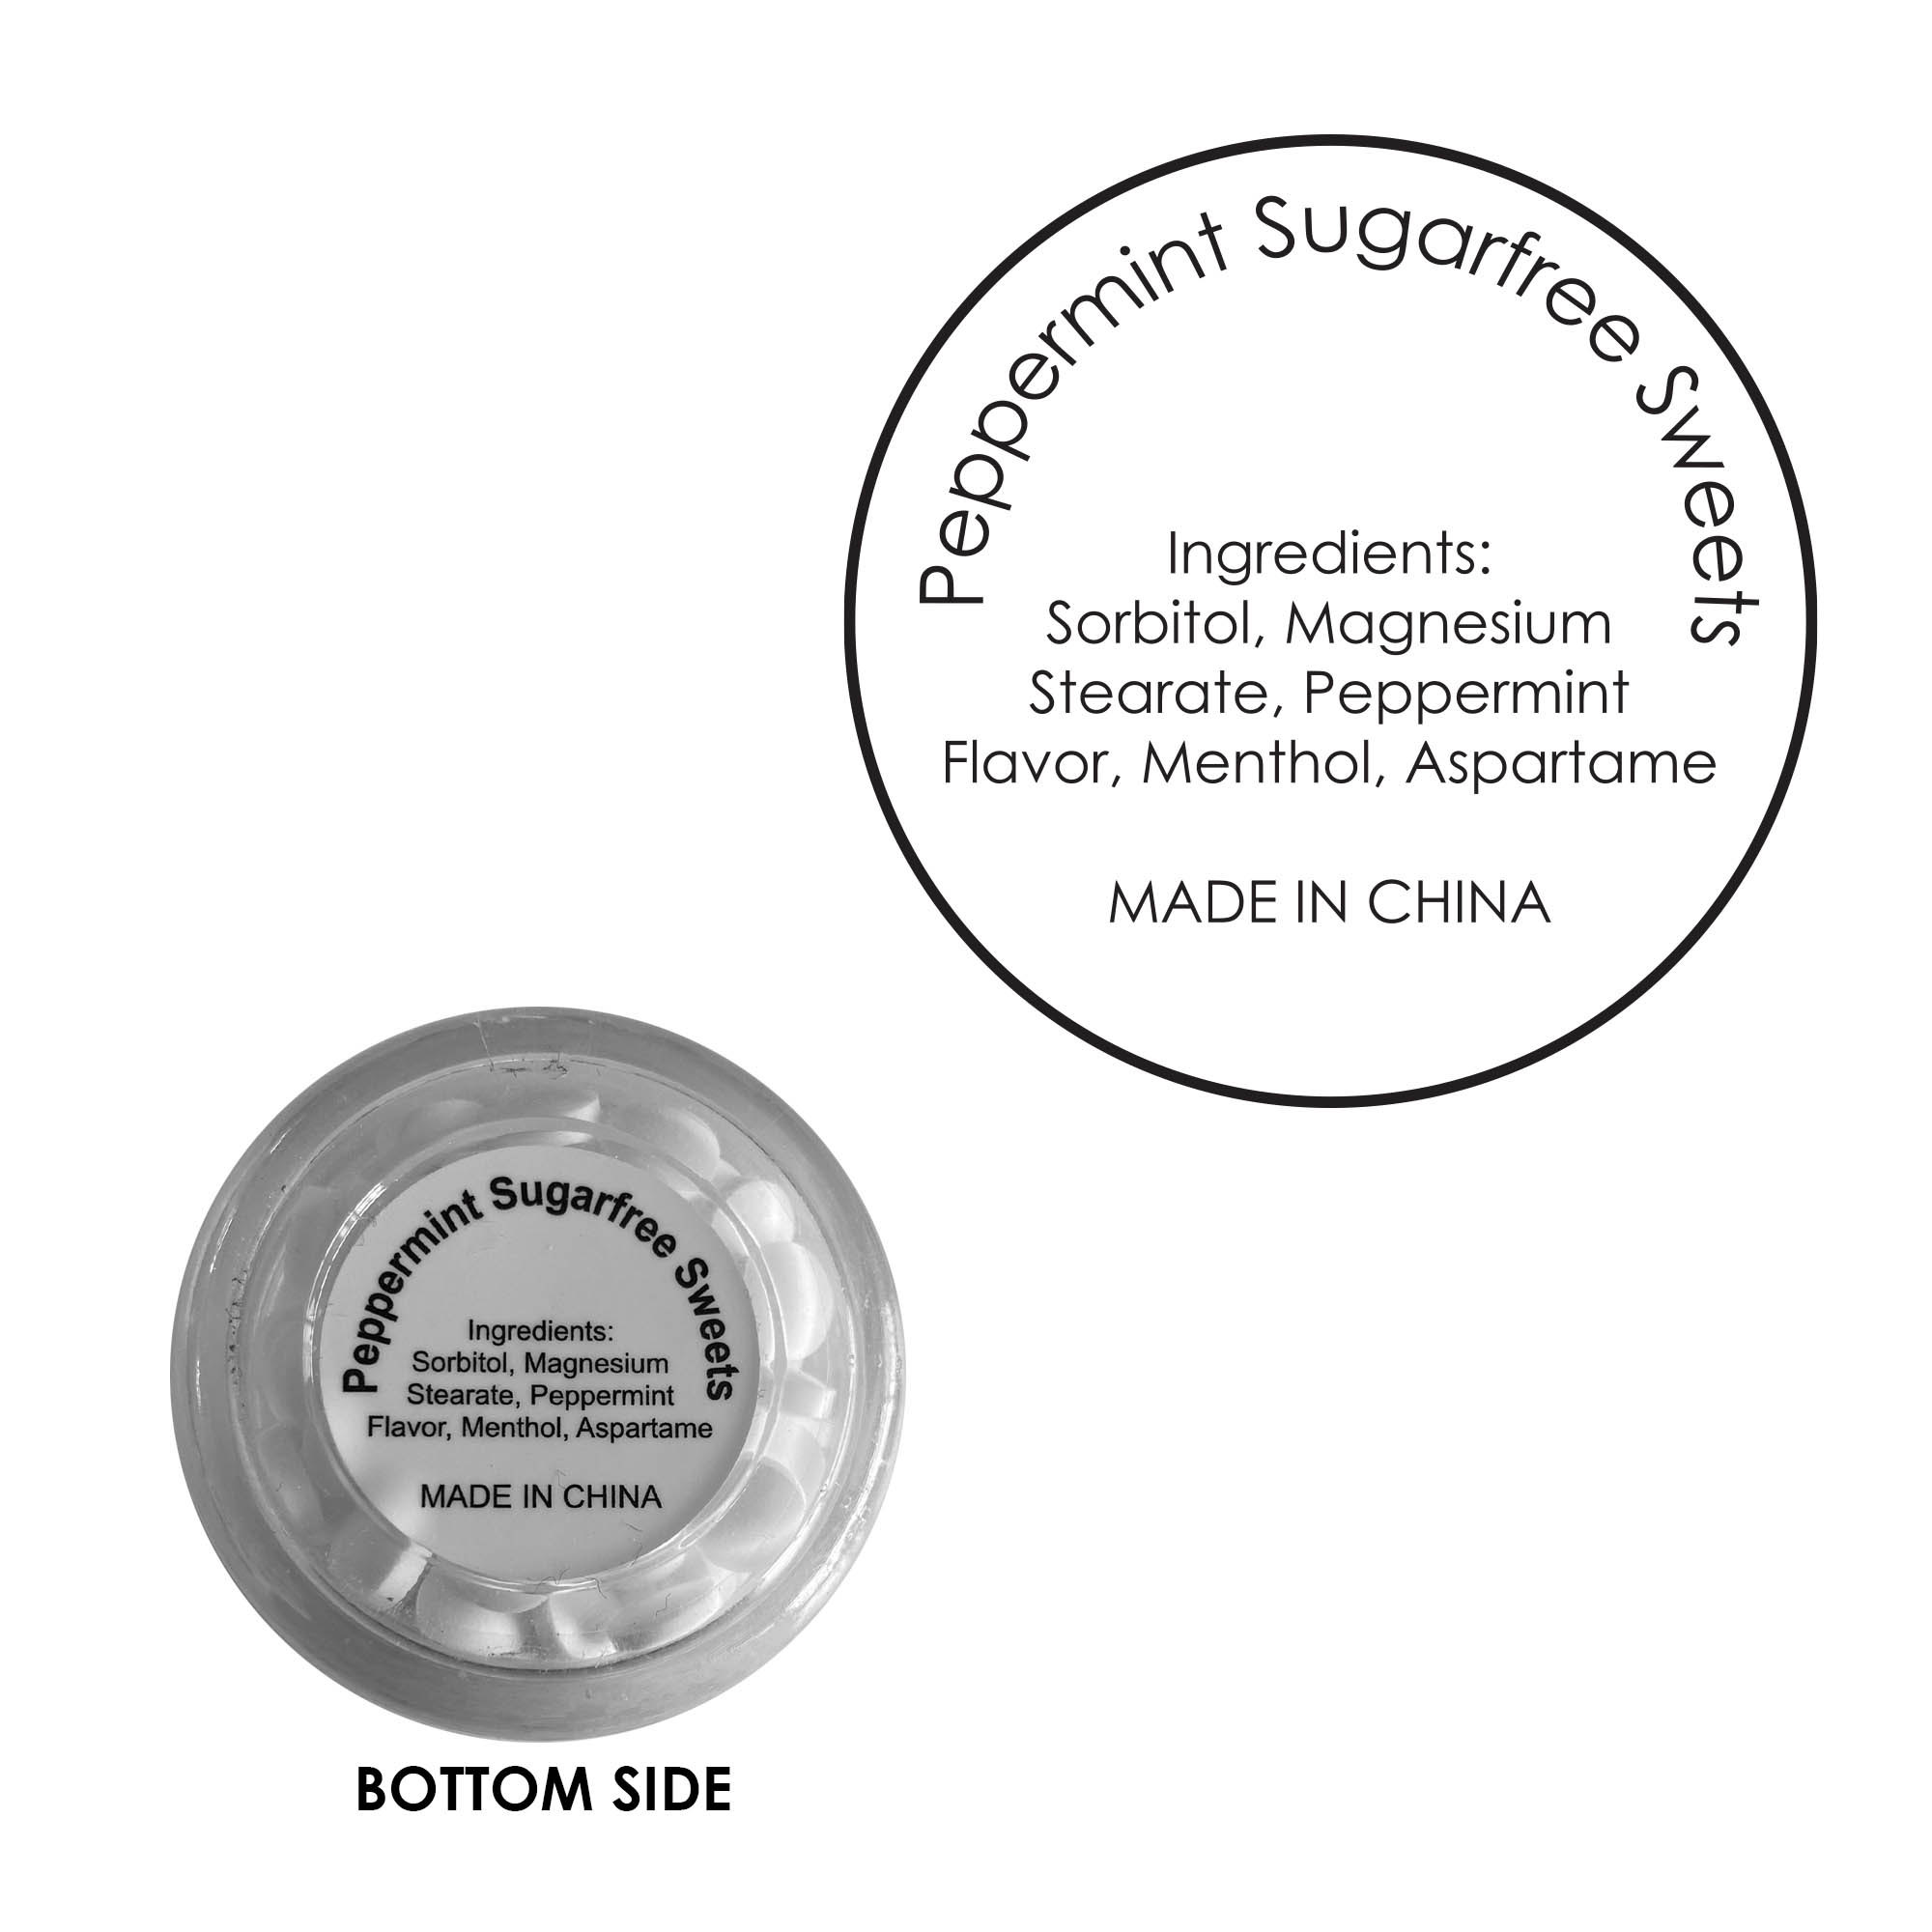 Peppermint Sugarfree Sweets
Ingredients:
Sorbitol, Magnesium
Stearate, Peppermint
Flavor, Menthol, Aspartame
MADE IN CHINA
Peppermint Sugarfree Sweets
Ingredients:
Sorbitol, Magnesium
Stearate, Peppermint
Flavor, Menthol, Aspartame
MADE IN CHINA
BOTTOM SIDE